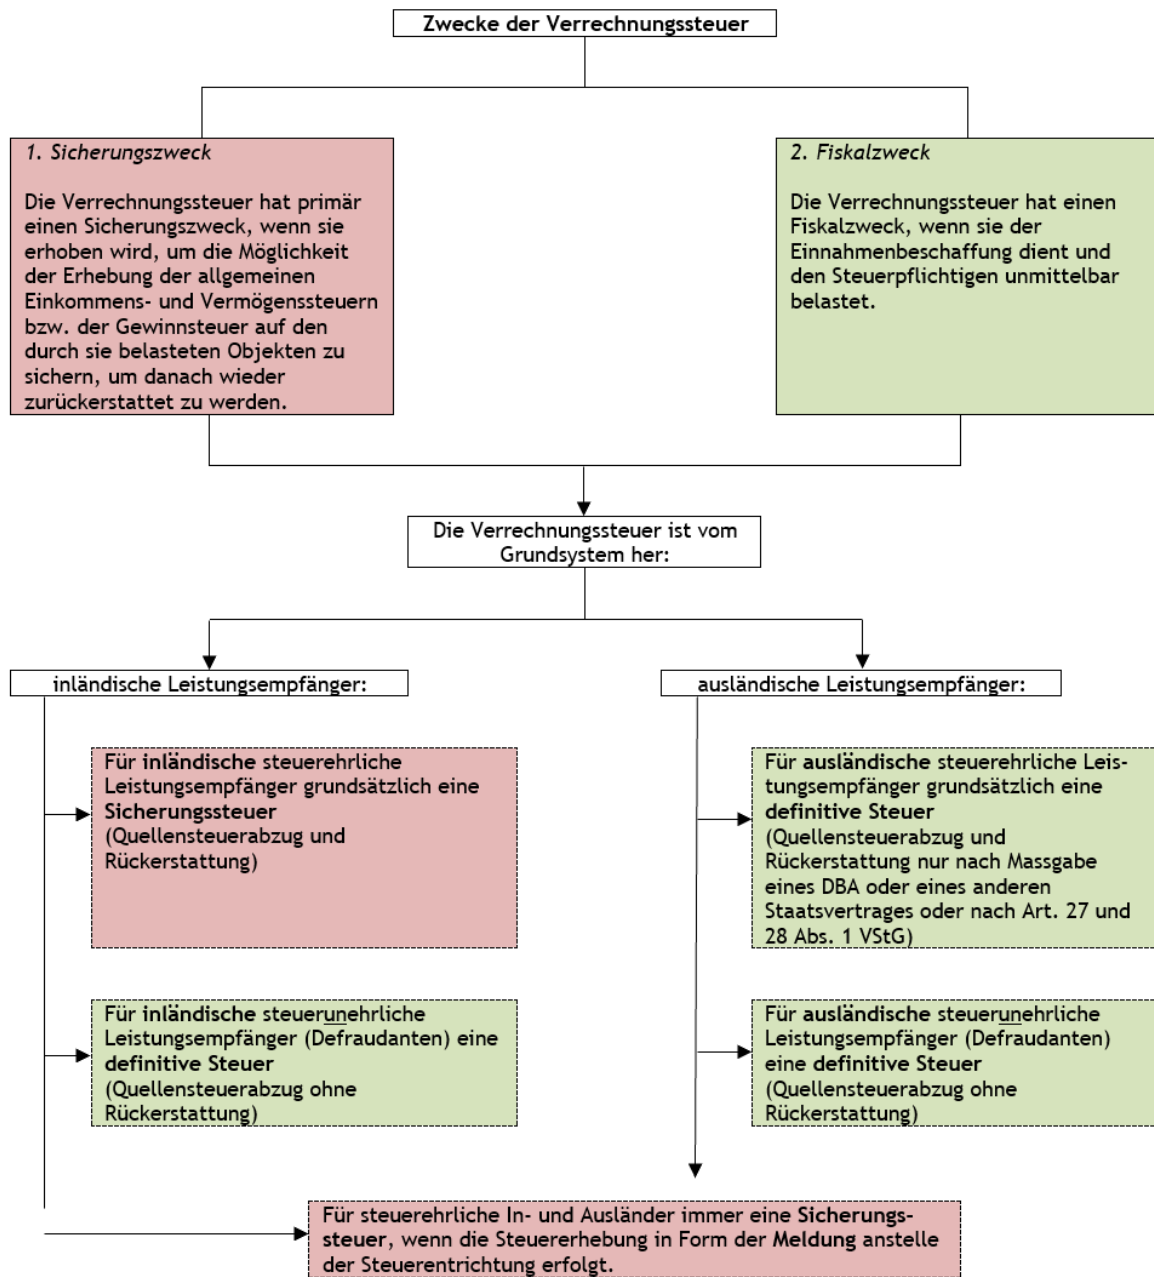 Zwecke der Verrechnungssteuer
1. Sicherungszweck
Die Verrechnungssteuer hat primär
einen Sicherungszweck, wenn sie
erhoben wird, um die Möglichkeit
der Erhebung der allgemeinen
Einkommens- und Vermögenssteuern
bzw. der Gewinnsteuer auf den
durch sie belasteten Objekten zu
sichern, um danach wieder
zurückerstattet zu werden.
2. Fiskalzweck
Die Verrechnungssteuer hat einen
Fiskalzweck, wenn sie der
Einnahmenbeschaffung dient und
den Steuerpflichtigen unmittelbar
belastet.
Die Verrechnungssteuer ist vom
Grundsystem her:
inländische Leistungsempfänger:
Für inländische steuerehrliche
Leistungsempfänger grundsätzlich eine
Sicherungssteuer
(Quellensteuerabzug und
Rückerstattung)
Für inländische steuerunehrliche
Leistungsempfänger (Defraudanten) eine
definitive Steuer
(Quellensteuerabzug ohne
Rückerstattung)
ausländische Leistungsempfänger:
Für ausländische steuerehrliche Leis-
tungsempfänger grundsätzlich eine
definitive Steuer
(Quellensteuerabzug und
Rückerstattung nur nach Massgabe
eines DBA oder eines anderen
Staatsvertrages oder nach Art. 27 und
28 Abs. 1 VStG)
Für ausländische steuerunehrliche
Leistungsempfänger (Defraudanten)
eine definitive Steuer
(Quellensteuerabzug ohne
Rückerstattung)
Für steuerehrliche In- und Ausländer immer eine Sicherungs-
steuer, wenn die Steuererhebung in Form der Meldung anstelle
der Steuerentrichtung erfolgt.